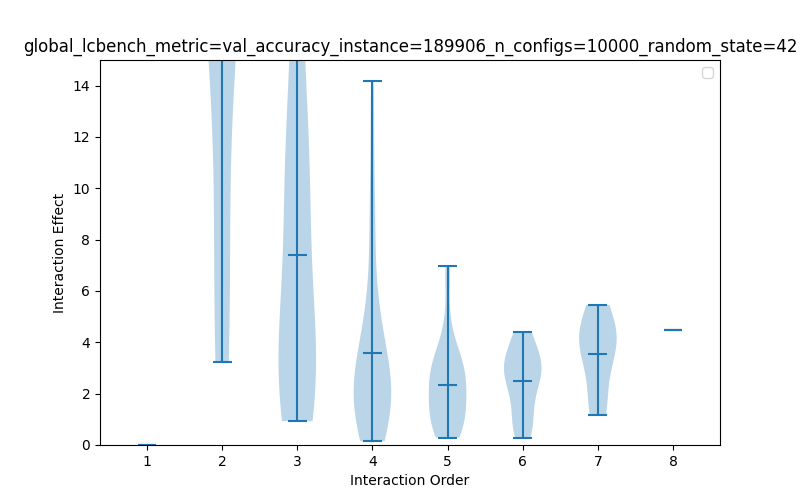 global_lcbench_metric=val_accuracy_instance=189906_n_configs=10000_random_state=42
14
12
10
8
6
4
2
0
Interaction Effect
1 2 3 4 5 6 7 8
Interaction Order